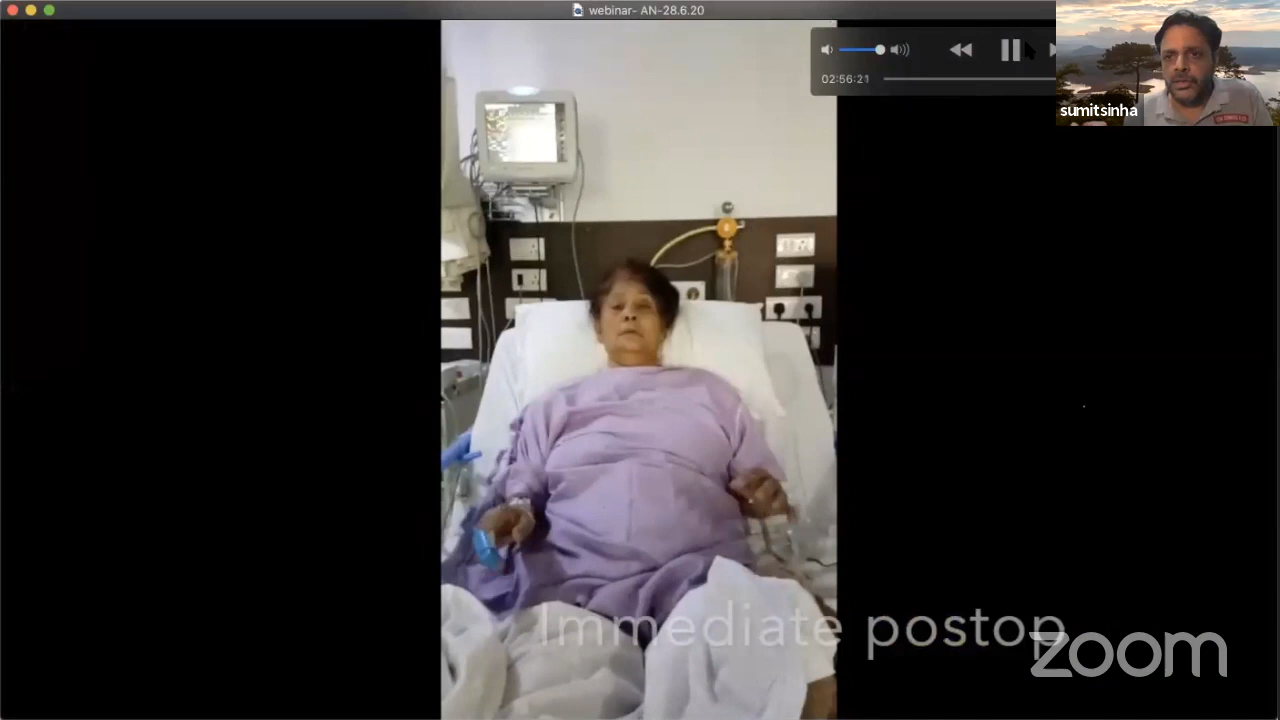 webinar- AN-28.6.20
02:56:21
sumitsinha
Immediate postop
zoom